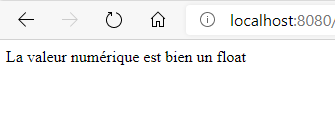 localhost:8080/
La valeur numérique est bien un float